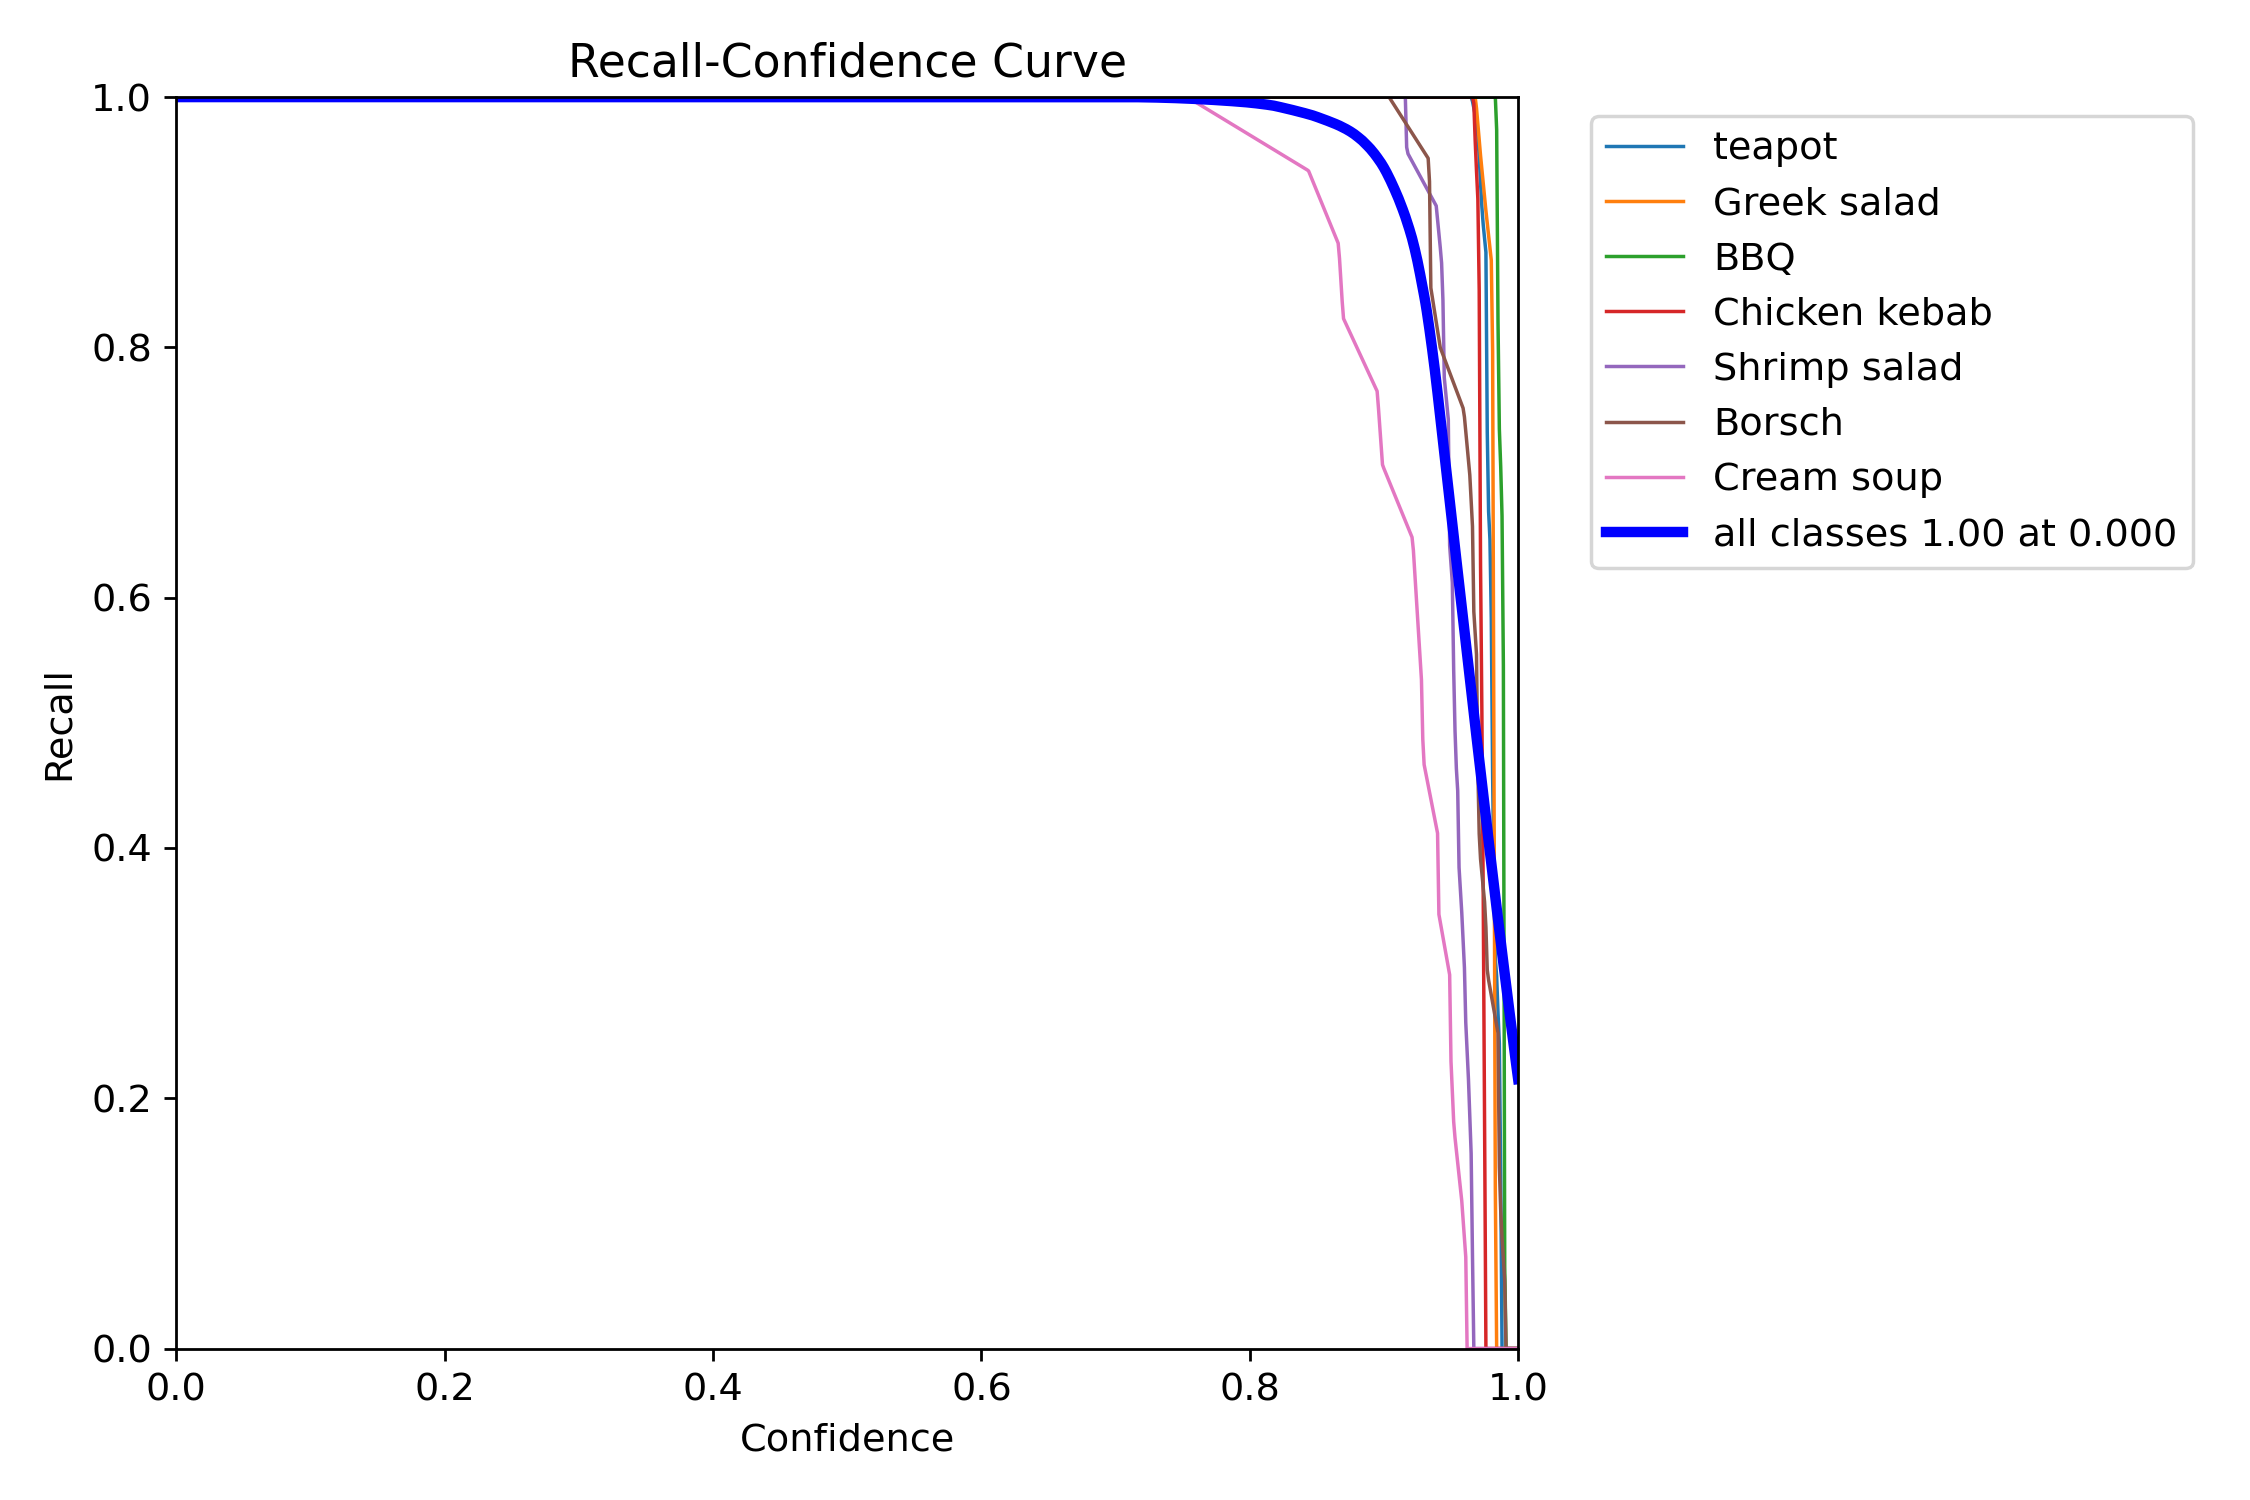 Recall-Confidence Curve
1.0
0.8
0.6
0.4
0.2
0.0
Recall
0.0 0.2 0.4 0.6 0.8 1.0
Confidence
teapot
Greek salad
BBQ
Chicken kebab
Shrimp salad
Borsch
Cream soup
all classes 1.00 at 0.000